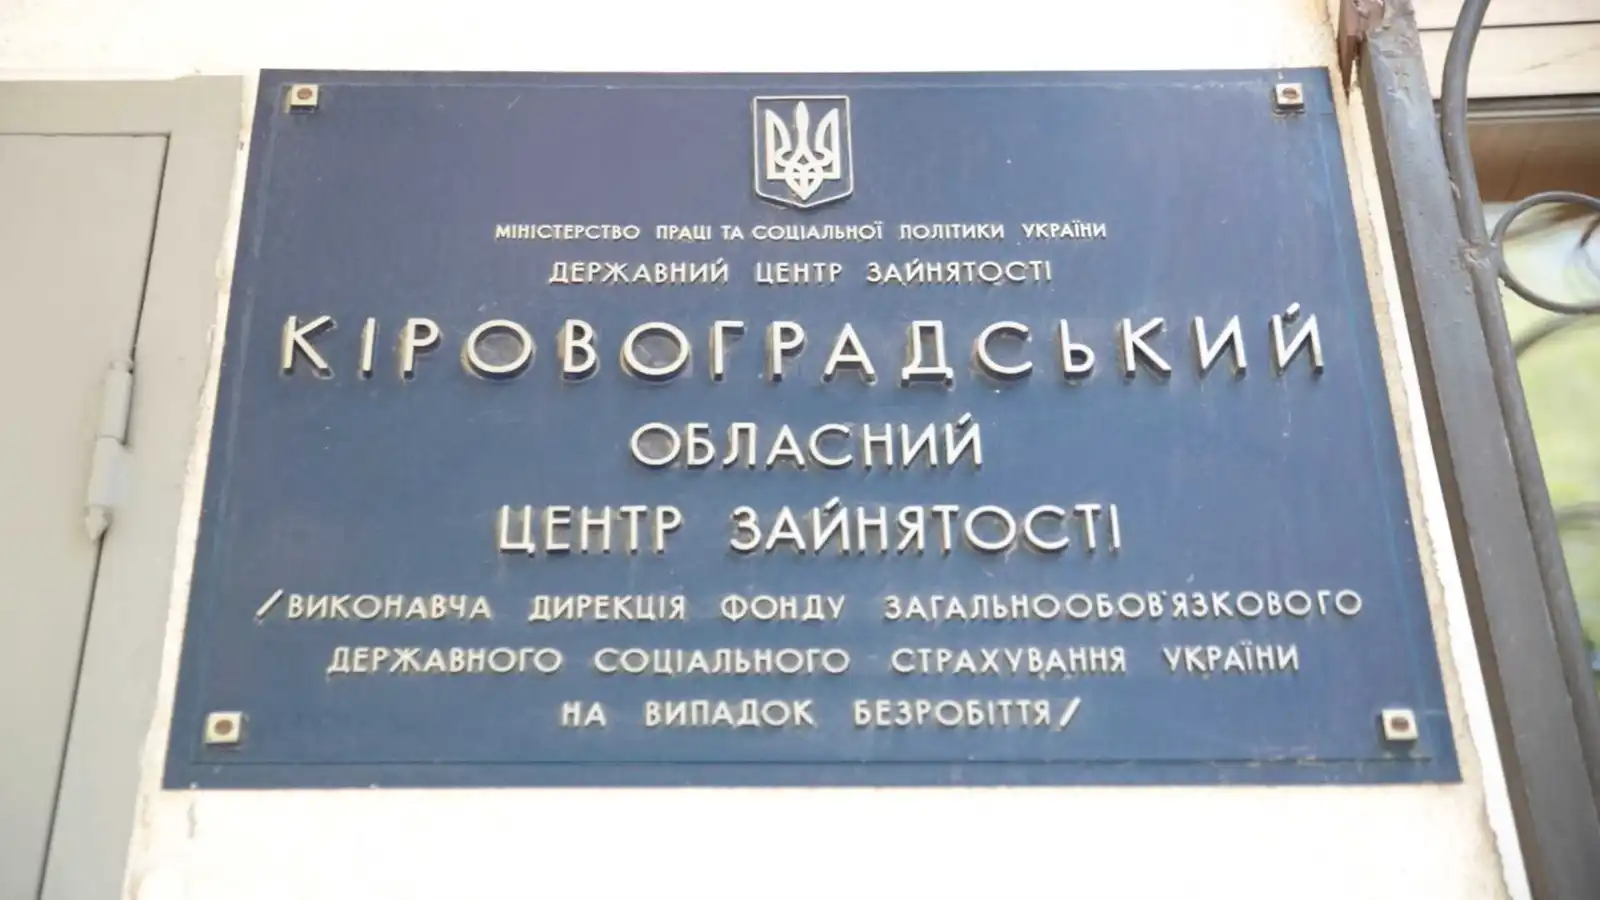 МІНІСТЕРСТВО ПРАЦІ ТА СОЦІАЛЬНОЇ ПОЛІТИКИ УКРАЇНИ
ДЕРЖАВНИЙ ЦЕНТР ЗАЙНЯТОСТІ
КІРОВОГРАДСЬКИЙ
ОБЛАСНИЙ
ЦЕНТР ЗАЙНЯТОСТІ
/ВИКОНАВЧА ДИРЕКЦІЯ ФОНДУ ЗАГАЛЬНООБОВ'ЯЗКОВОГО
ДЕРЖАВНОГО СОЦІАЛЬНОГО СТРАХУВАННЯ УКРАЇНИ
НА ВИПАДОК БЕЗРОБІТТЯ/